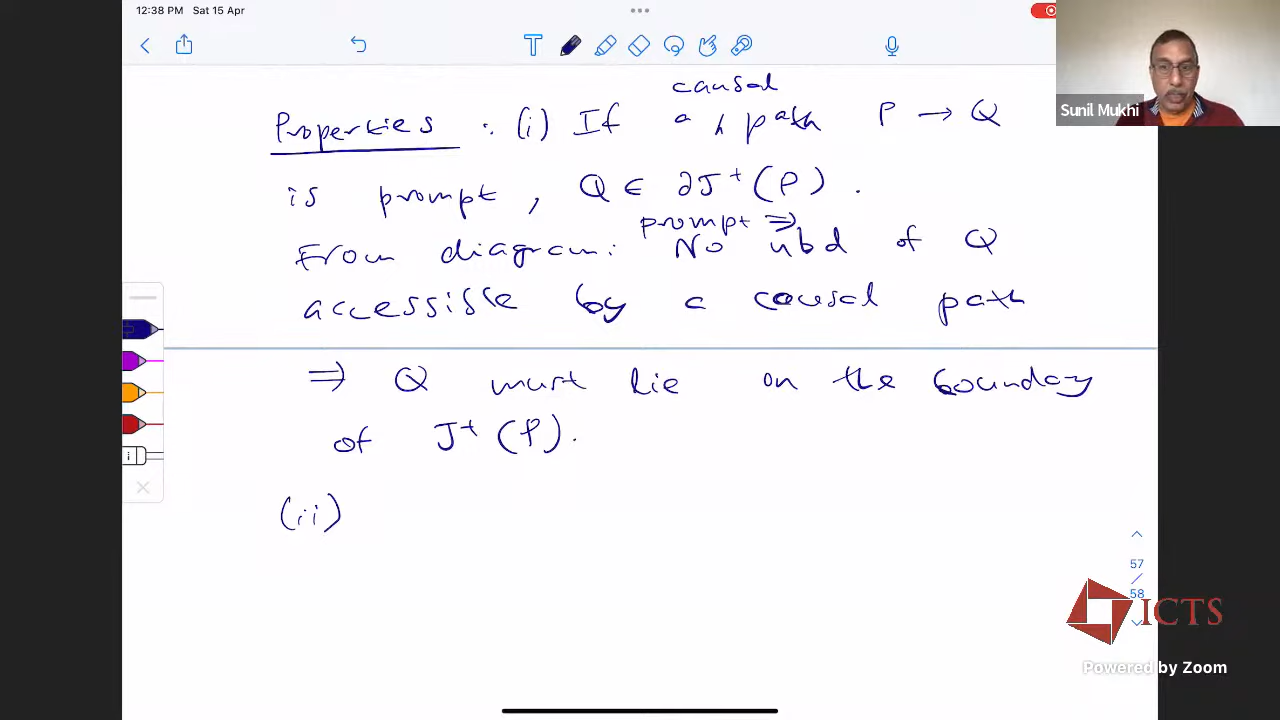 12:38 PM Sat 15 Apr
Sunil Mukhi
causal
Properties : (i) If a ∧ path P → Q
is prompt, Q ∈ ∂J⁺(P).
prompt ⇒
From diagram: No nbd of Q
accessible by a causal path
⇒ Q must lie on the boundary
of J⁺(P).
(ii)
57
/
58
ICTS
Powered by Zoom